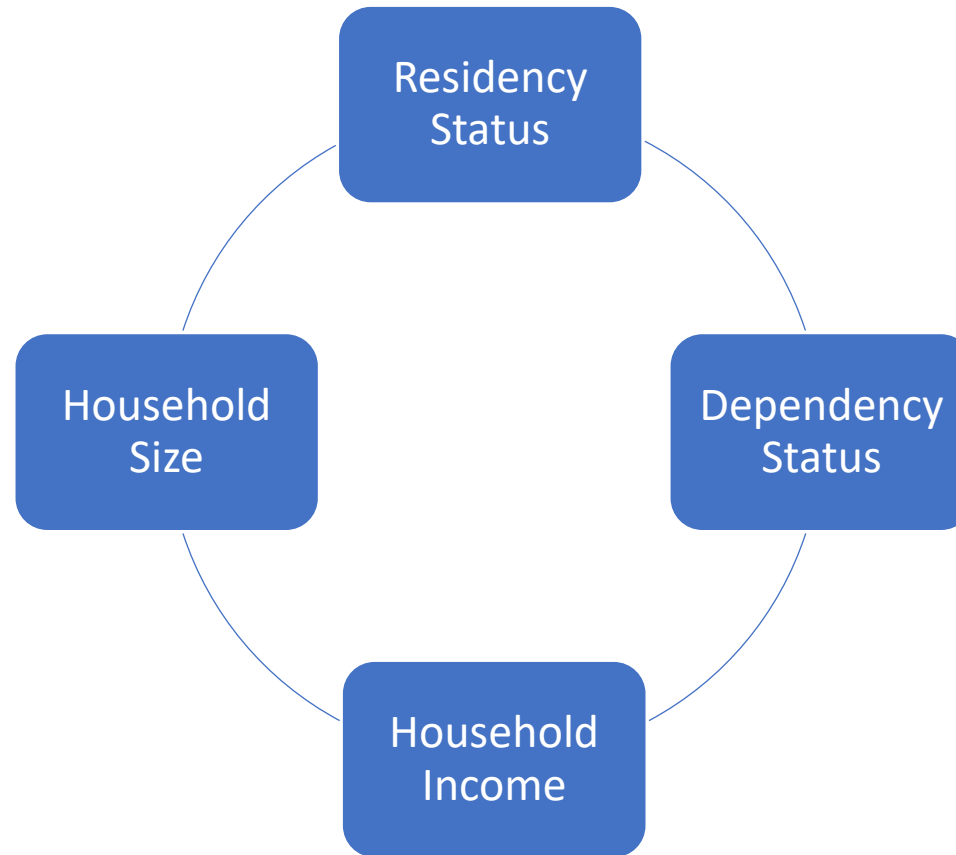 Residency
Status
Household
Size
Dependency
Status
Household
Income